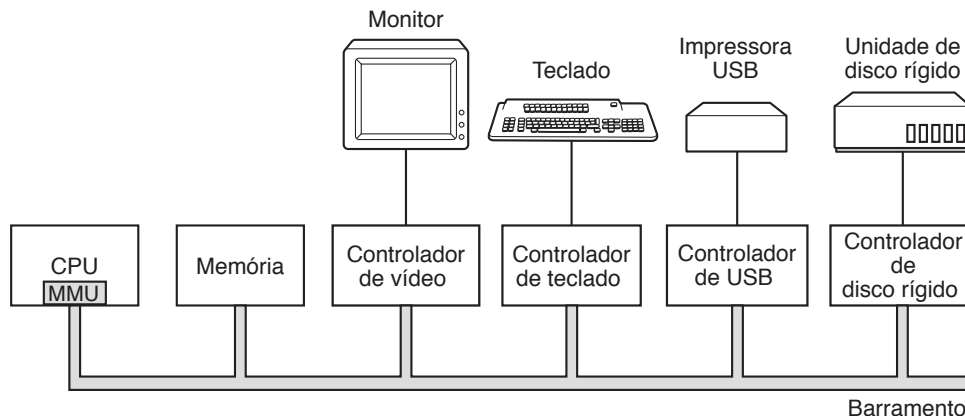 Monitor
Teclado
Impressora
USB
Unidade de
disco rígido
CPU
MMU
Memória
Controlador
de vídeo
Controlador
de teclado
Controlador
de USB
Controlador
de
disco rígido
Barramento